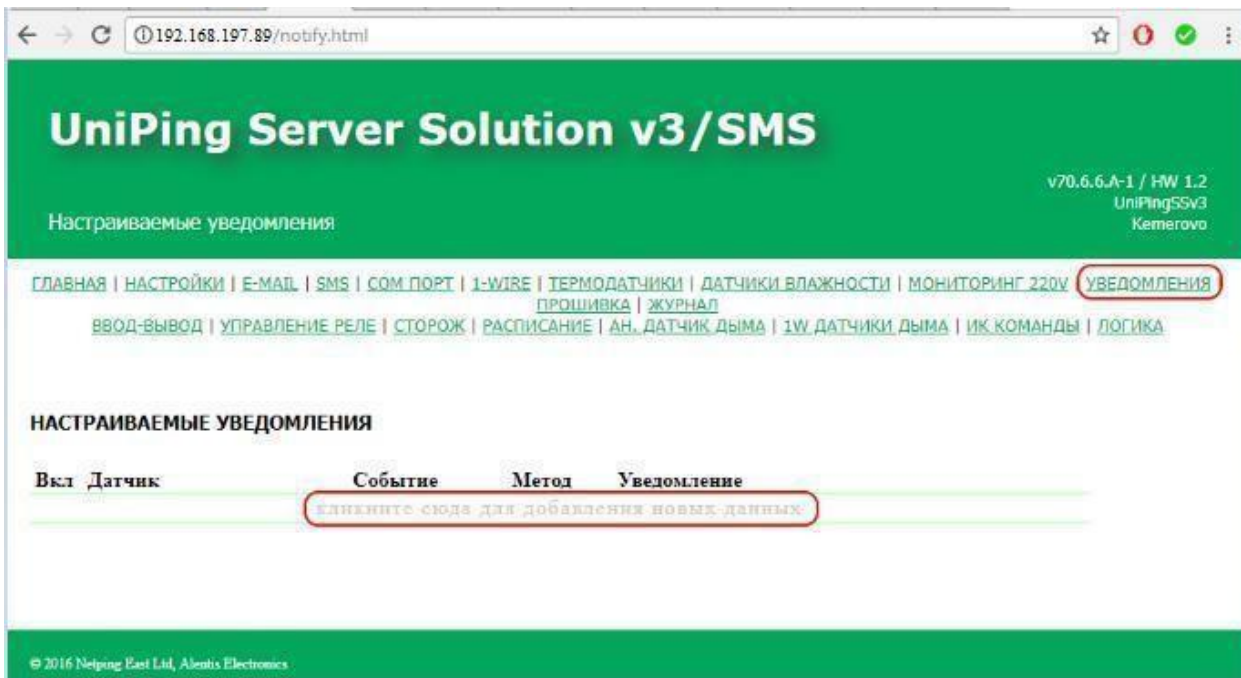 192.168.197.89/notify.html
UniPing Server Solution v3/SMS
v70.6.6.A-1 / HW 1.2
UniPingSSv3
Kemerovo
Настраиваемые уведомления
ГЛАВНАЯ | НАСТРОЙКИ | E-MAIL | SMS | COM ПОРТ | 1-WIRE | ТЕРМОДАТЧИКИ | ДАТЧИКИ ВЛАЖНОСТИ | МОНИТОРИНГ 220V | УВЕДОМЛЕНИЯ
ПРОШИВКА | ЖУРНАЛ
ВВОД-ВЫВОД | УПРАВЛЕНИЕ РЕЛЕ | СТОРОЖ | РАСПИСАНИЕ | АН. ДАТЧИК ДЫМА | 1W ДАТЧИКИ ДЫМА | ИК КОМАНДЫ | ЛОГИКА
НАСТРАИВАЕМЫЕ УВЕДОМЛЕНИЯ
Вкл Датчик Событие Метод Уведомление
кликните сюда для добавления новых данных
© 2016 Netping East Ltd, Alentis Electronics